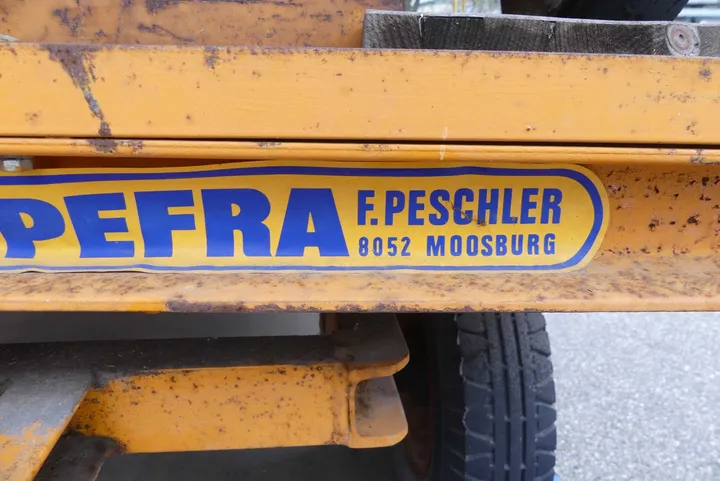 PEFRA
F. PESCHLER
8052 MOOSBURG